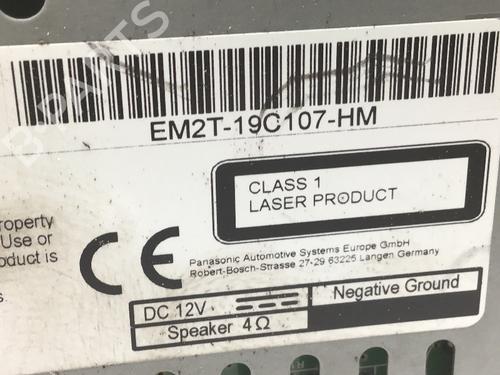 B-PARTS
EM2T-19C107-HM
CLASS 1
LASER PRODUCT
roperty
Use or
oduct is
s
CE
Panasonic Automotive Systems Europe GmbH
Robert-Bosch-Strasse 27-29 63225 Langen Germany
DC 12V
Negative Ground
Speaker 4Ω